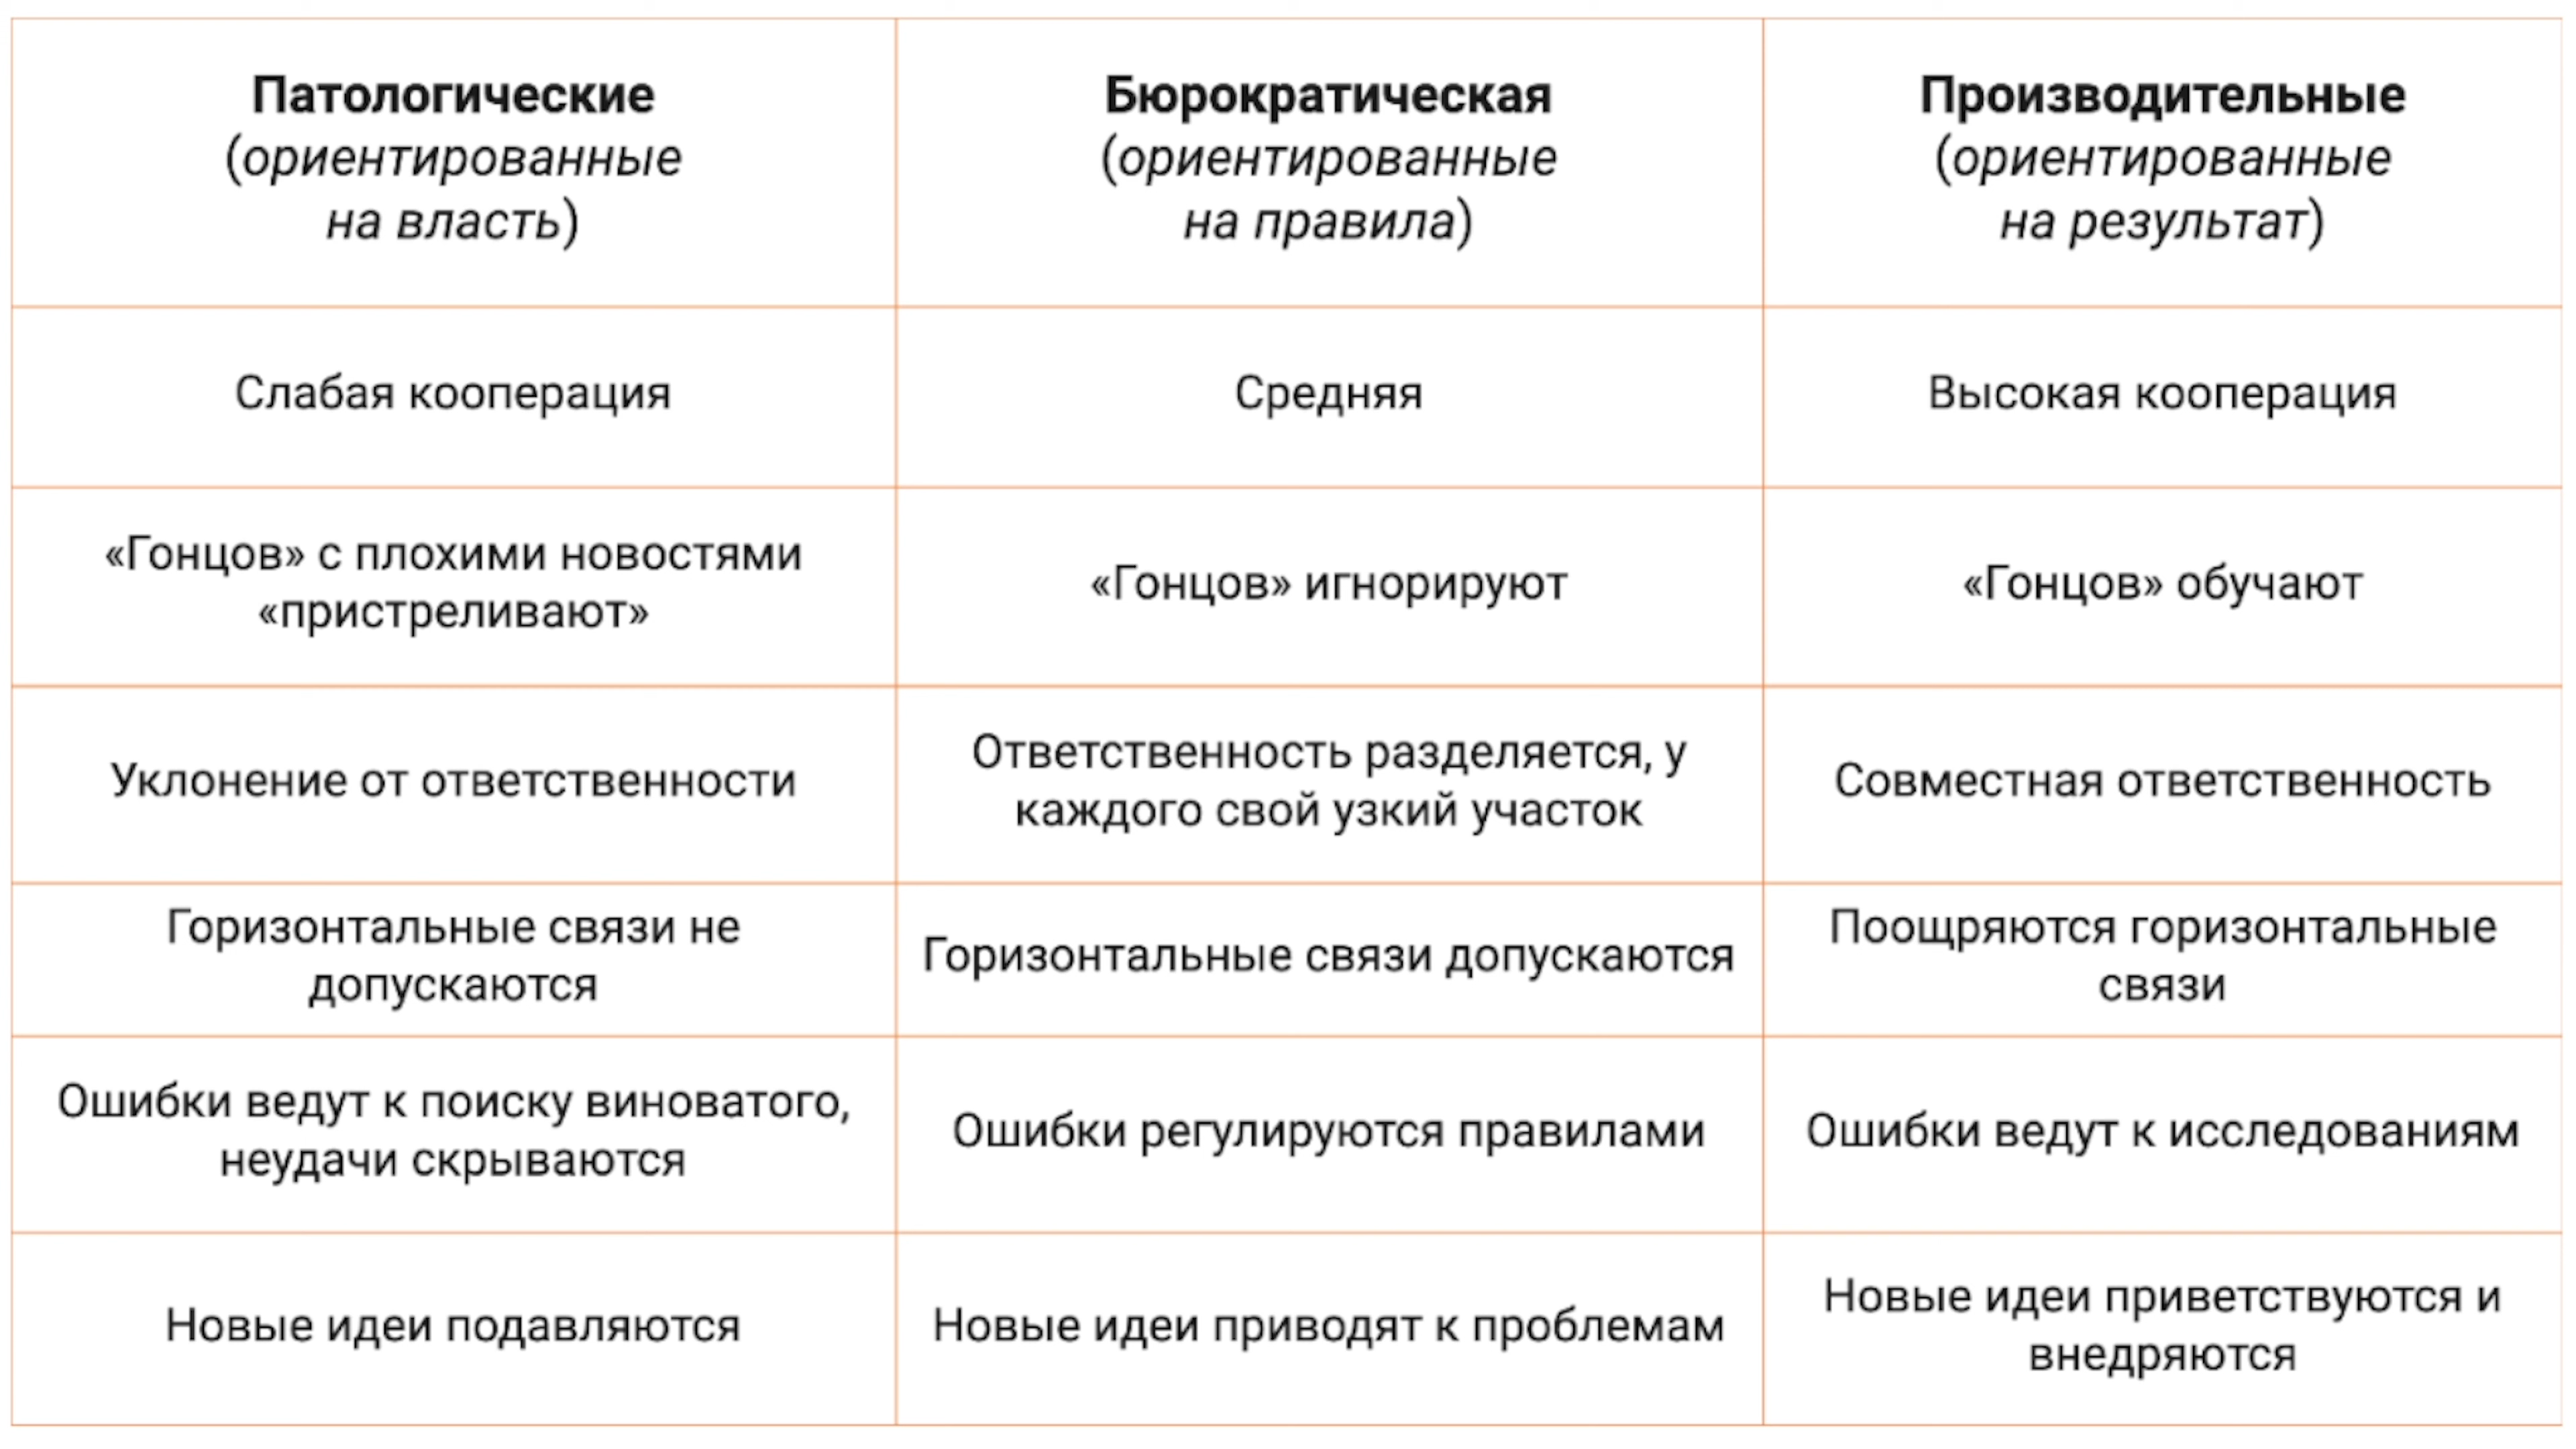 Патологические
(ориентированные
на власть)
Бюрократическая
(ориентированные
на правила)
Производительные
(ориентированные
на результат)
Слабая кооперация
Средняя
Высокая кооперация
«Гонцов» с плохими новостями
«пристреливают»
«Гонцов» игнорируют
«Гонцов» обучают
Уклонение от ответственности
Ответственность разделяется, у
каждого свой узкий участок
Совместная ответственность
Горизонтальные связи не
допускаются
Горизонтальные связи допускаются
Поощряются горизонтальные
связи
Ошибки ведут к поиску виноватого,
неудачи скрываются
Ошибки регулируются правилами
Ошибки ведут к исследованиям
Новые идеи подавляются
Новые идеи приводят к проблемам
Новые идеи приветствуются и
внедряются